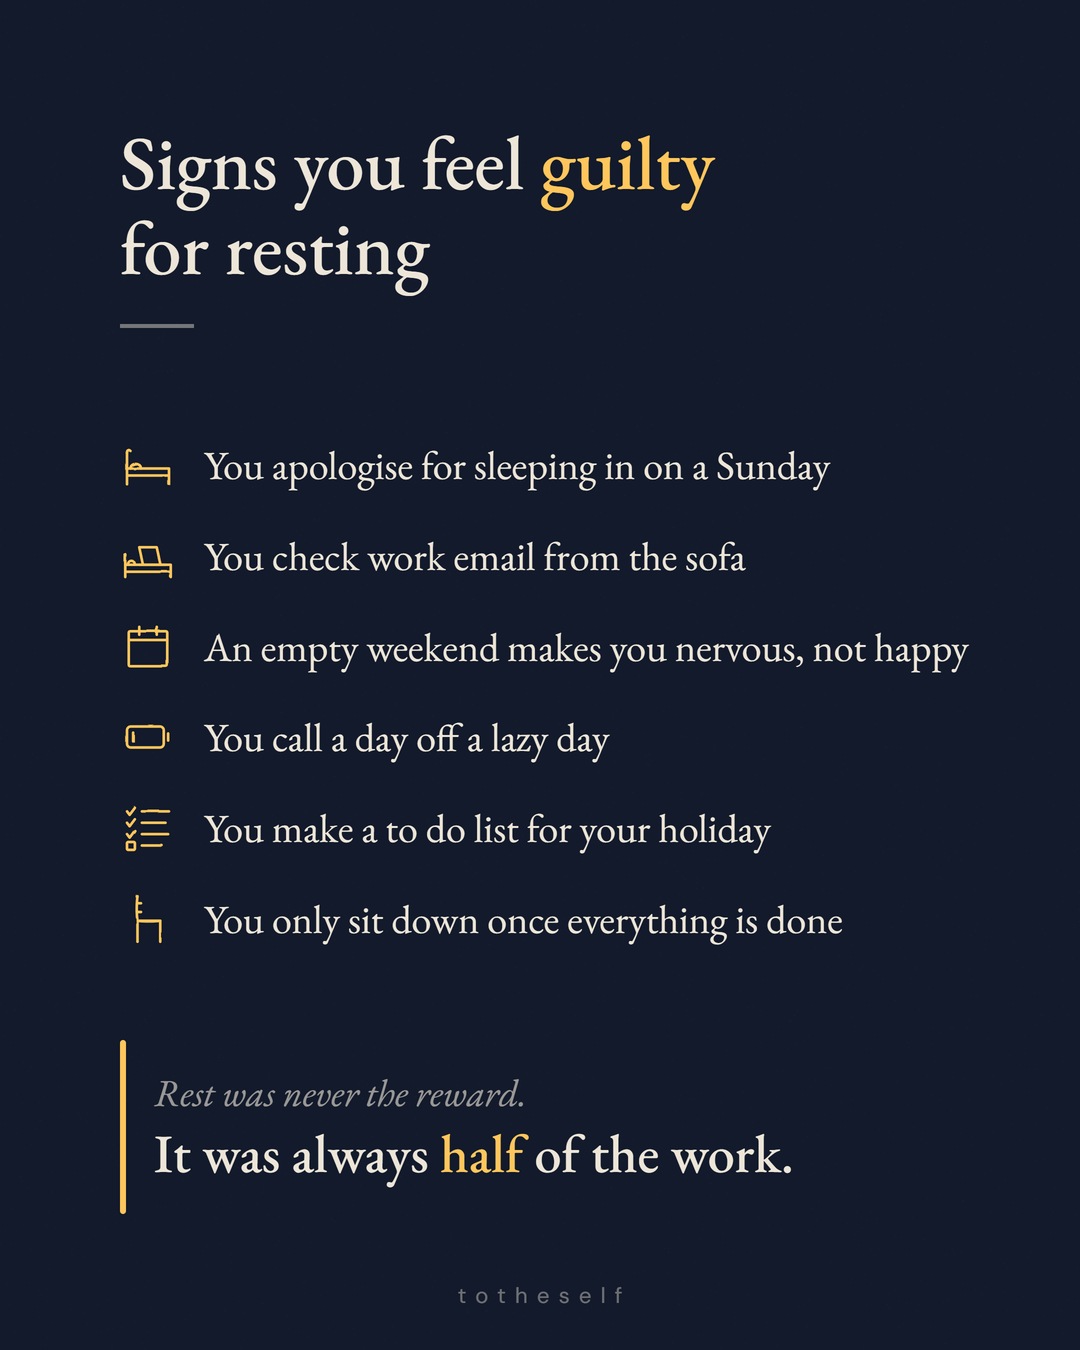 Signs you feel guilty
for resting
You apologise for sleeping in on a Sunday
You check work email from the sofa
An empty weekend makes you nervous, not happy
You call a day off a lazy day
You make a to do list for your holiday
You only sit down once everything is done
Rest was never the reward.
It was always half of the work.
totheself